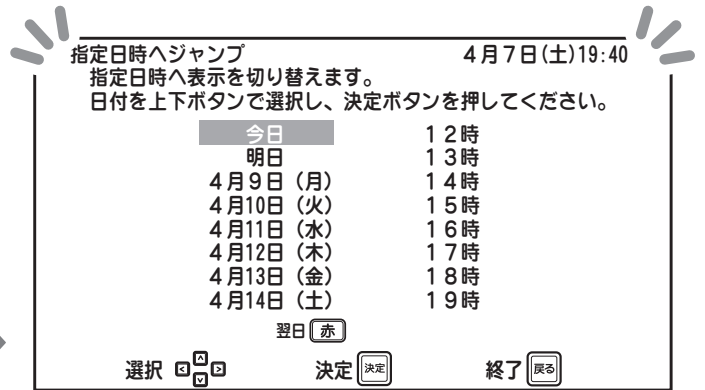 指定日時へジャンプ 4月7日(土)19:40
指定日時へ表示を切り替えます。
日付を上下ボタンで選択し、決定ボタンを押してください。
今日 12時
明日 13時
4月9日(月) 14時
4月10日(火) 15時
4月11日(水) 16時
4月12日(木) 17時
4月13日(金) 18時
4月14日(土) 19時
翌日 赤
選択 決定 決定 終了 戻る